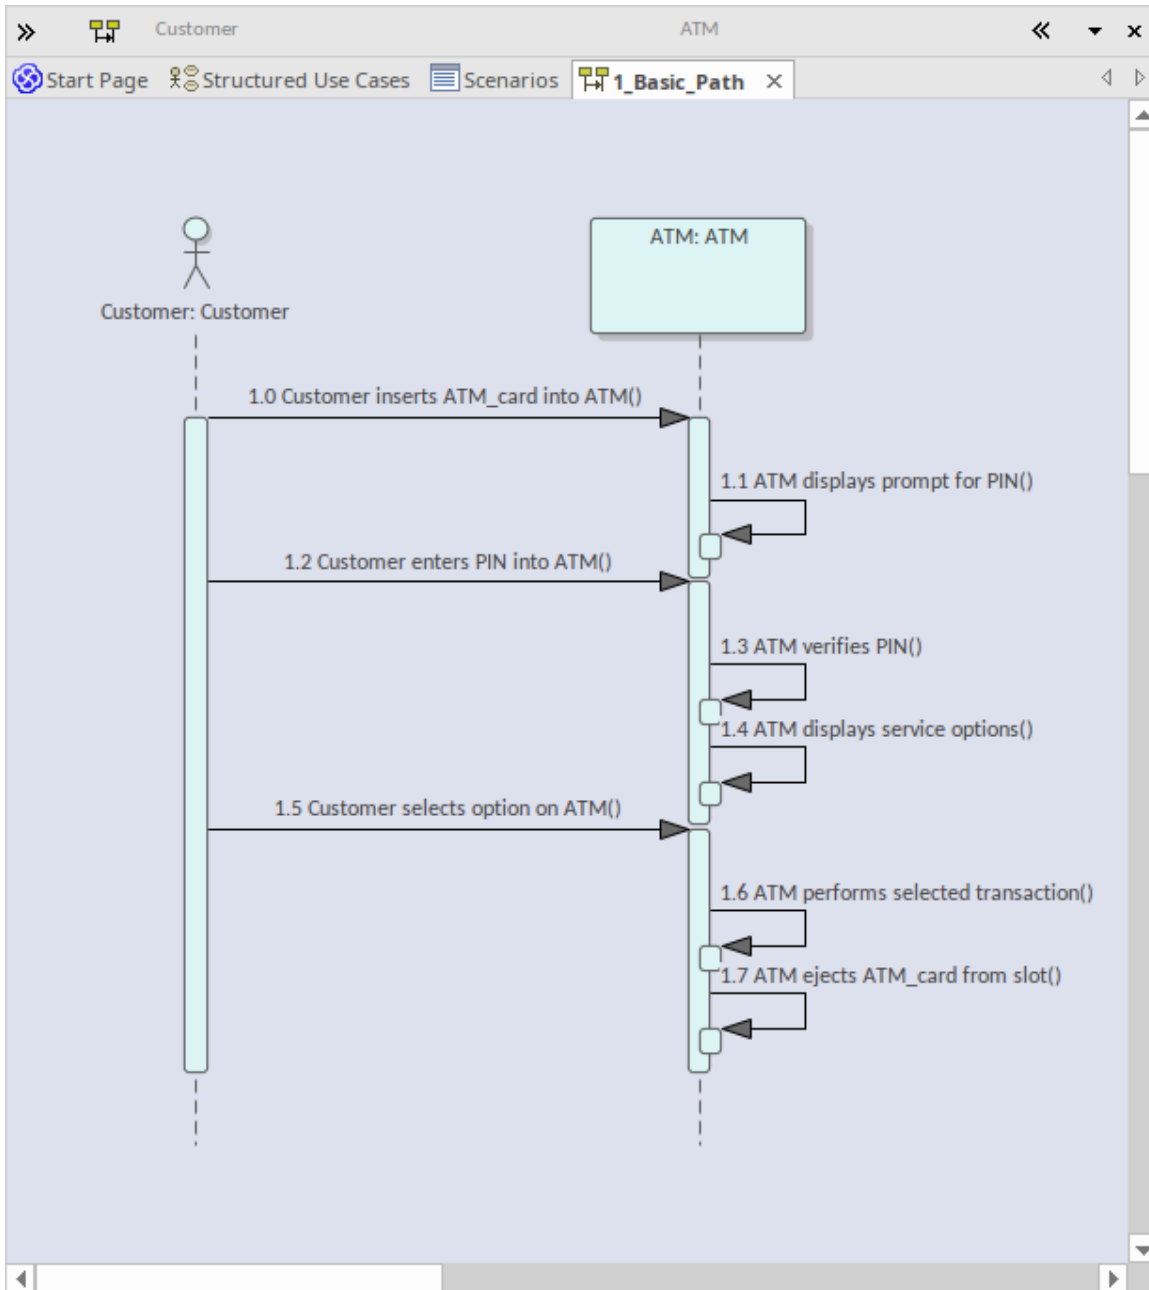 Customer
ATM
Start Page
Structured Use Cases
Scenarios
1_Basic_Path
ATM: ATM
Customer: Customer
1.0 Customer inserts ATM_card into ATM()
1.1 ATM displays prompt for PIN()
1.2 Customer enters PIN into ATM()
1.3 ATM verifies PIN()
1.4 ATM displays service options()
1.5 Customer selects option on ATM()
1.6 ATM performs selected transaction()
1.7 ATM ejects ATM_card from slot()